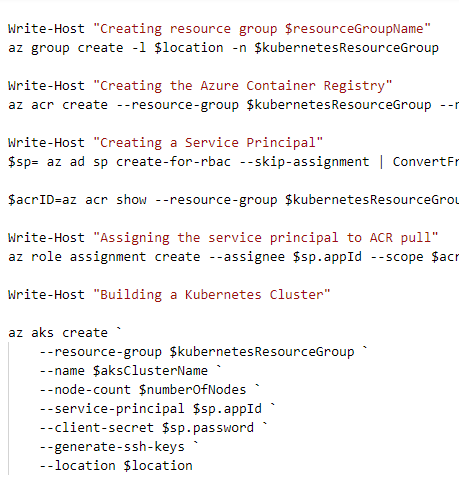 Write-Host "Creating resource group $resourceGroupName"
az group create -l $location -n $kubernetesResourceGroup
Write-Host "Creating the Azure Container Registry"
az acr create --resource-group $kubernetesResourceGroup --n
Write-Host "Creating a Service Principal"
$sp= az ad sp create-for-rbac --skip-assignment | ConvertFr
$acrID=az acr show --resource-group $kubernetesResourceGrou
Write-Host "Assigning the service principal to ACR pull"
az role assignment create --assignee $sp.appId --scope $acr
Write-Host "Building a Kubernetes Cluster"
az aks create `
--resource-group $kubernetesResourceGroup `
--name $aksClusterName `
--node-count $numberOfNodes `
--service-principal $sp.appId `
--client-secret $sp.password `
--generate-ssh-keys `
--location $location